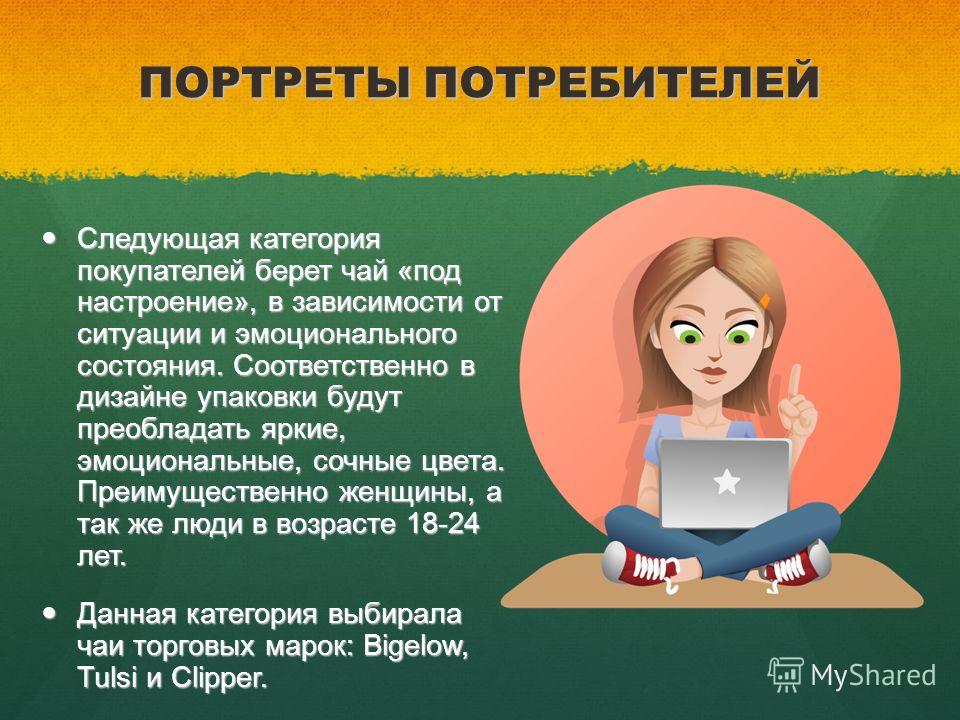 ПОРТРЕТЫ ПОТРЕБИТЕЛЕЙ
• Следующая категория
покупателей берет чай «под
настроение», в зависимости от
ситуации и эмоционального
состояния. Соответственно в
дизайне упаковки будут
преобладать яркие,
эмоциональные, сочные цвета.
Преимущественно женщины, а
так же люди в возрасте 18-24
лет.
• Данная категория выбирала
чаи торговых марок: Bigelow,
Tulsi и Clipper.
MyShared